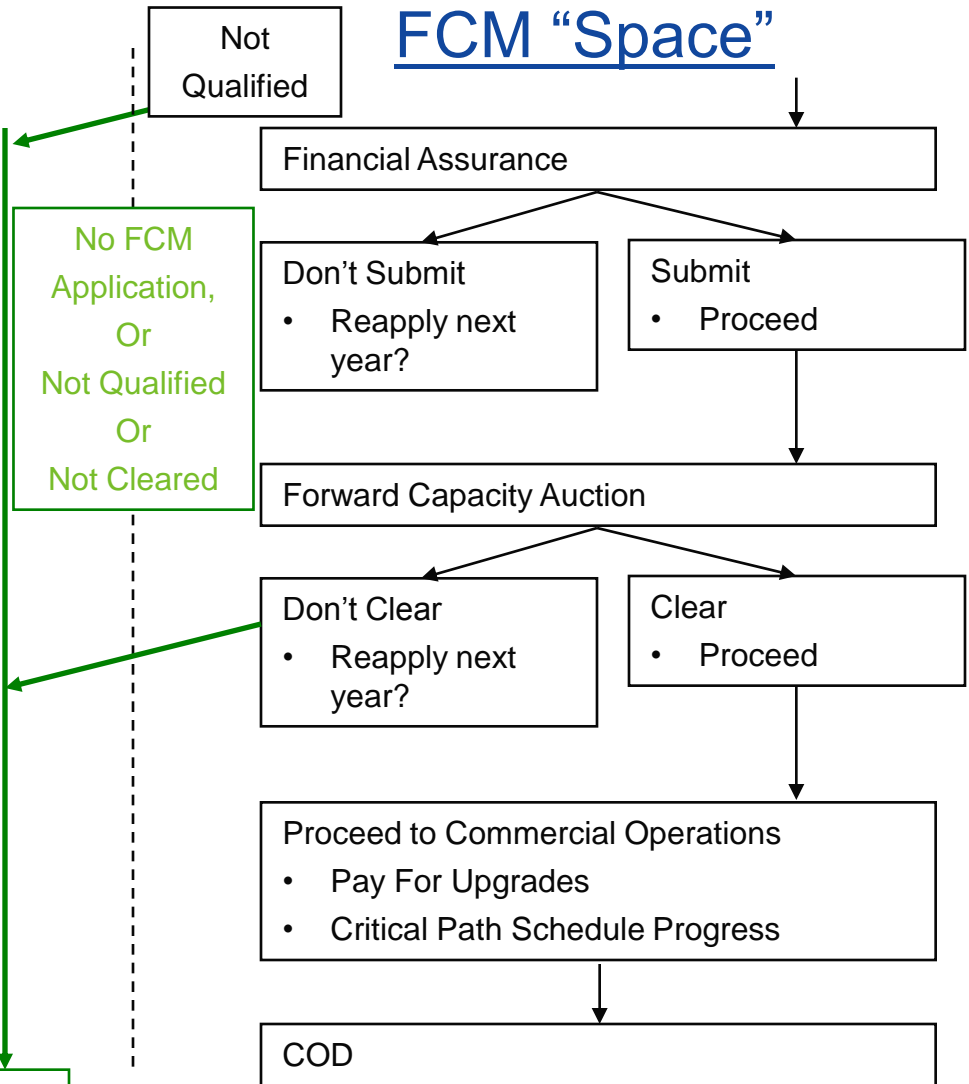 Not
Qualified
FCM “Space”
Financial Assurance
No FCM
Application,
Or
Not Qualified
Or
Not Cleared
Don’t Submit
• Reapply next
year?
Submit
• Proceed
Forward Capacity Auction
Don’t Clear
• Reapply next
year?
Clear
• Proceed
Proceed to Commercial Operations
• Pay For Upgrades
• Critical Path Schedule Progress
COD